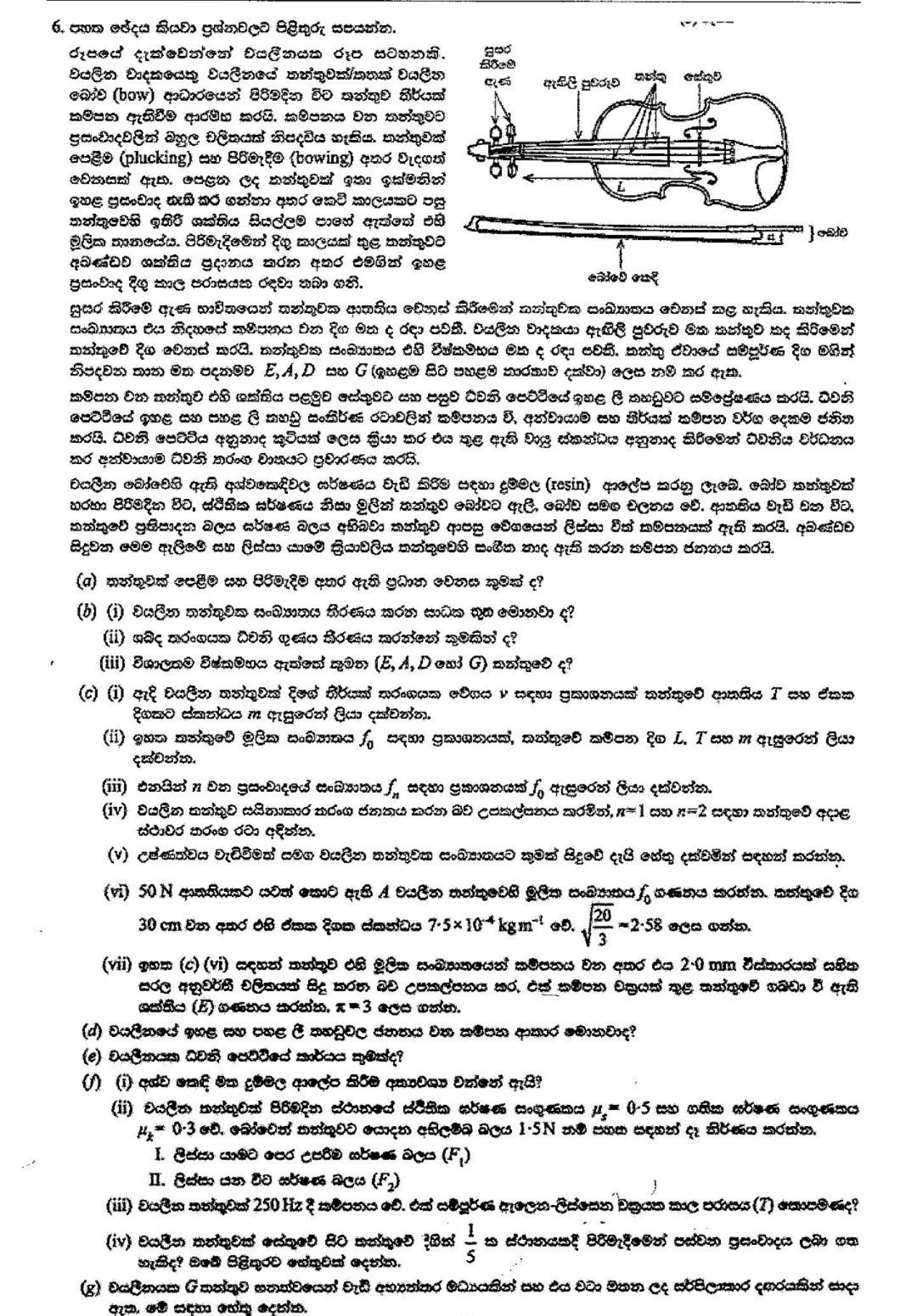 6. පහත ඡේදය කියවා ප්‍රශ්නවලට පිළිතුරු සපයන්න.
රූපයේ දැක්වෙන්නේ වයලීනයක රූප සටහනකි.
වයලීන වාදකයෙකු වයලීනයේ තන්තුවක්/තතක් වයලීන
බෝව (bow) ආධාරයෙන් පිරිමදින විට තන්තුව තීර්යක්
කම්පන ඇතිවීම ආරම්භ කරයි. කම්පනය වන තන්තුවට
ප්‍රසංවාදවලින් බහුල චලිතයක් නිපදවිය හැකිය. තන්තුවක්
පෙළීම (plucking) සහ පිරිමැදීම (bowing) අතර වැදගත්
වෙනසක් ඇත. පෙළන ලද තන්තුවක් ඉතා ඉක්මනින්
ඉහළ ප්‍රසංවාද නැති කර ගන්නා අතර කෙටි කාලයකට පසු
තන්තුවෙහි ඉතිරි ශක්තිය සියල්ලම පාහේ ඇත්තේ එහි
මූලික තානයේය. පිරිමැදීමෙන් දිගු කාලයක් තුළ තන්තුවට
අඛණ්ඩව ශක්තිය ප්‍රදානය කරන අතර එමගින් ඉහළ
ප්‍රසංවාද දිගු කාල පරාසයක රඳවා තබා ගනී.
සුසර
කිරීමේ
ඇණ
ඇඟිලි පුවරුව
තන්තු
සේතුව
L
බෝව
බෝවේ කෙඳි
සුසර කිරීමේ ඇණ භාවිතයෙන් තන්තුවක ආතතිය වෙනස් කිරීමෙන් තන්තුවක සංඛ්‍යාතය වෙනස් කළ හැකිය. තන්තුවක
සංඛ්‍යාතය එය නිදහසේ කම්පනය වන දිග මත ද රඳා පවතී. වයලීන වාදකයා ඇඟිලි පුවරුව මත තන්තුව තද කිරීමෙන්
තන්තුවේ දිග වෙනස් කරයි. තන්තුවක සංඛ්‍යාතය එහි විෂ්කම්භය මත ද රඳා පවතී. තන්තු ඒවායේ සම්පූර්ණ දිග මගින්
නිපදවන තාන මත පදනම්ව E, A, D සහ G (ඉහළම සිට පහළම තාරතාව දක්වා) ලෙස නම් කර ඇත.
කම්පන වන තන්තුව එහි ශක්තිය පළමුව සේතුවට සහ පසුව ධ්වනි පෙට්ටියේ ඉහළ ලී තහඩුවට සම්ප්‍රේෂණය කරයි. ධ්වනි
පෙට්ටියේ ඉහළ සහ පහළ ලී තහඩු සංකීර්ණ රටාවලින් කම්පනය වී, අන්වායාම සහ තීර්යක් කම්පන වර්ග දෙකම ජනිත
කරයි. ධ්වනි පෙට්ටිය අනුනාද කුටියක් ලෙස ක්‍රියා කර එය තුළ ඇති වායු ස්කන්ධය අනුනාද කිරීමෙන් ධ්වනිය වර්ධනය
කර අන්වායාම ධ්වනි තරංග වාතයට ප්‍රචාරණය කරයි.
වයලීන බෝවෙහි ඇති අශ්වකෙඳිවල ඝර්ෂණය වැඩි කිරීම සඳහා දුම්මල (resin) ආලේප කරනු ලැබේ. බෝව තන්තුවක්
හරහා පිරිමදින විට, ස්ථිතික ඝර්ෂණය නිසා මුලින් තන්තුව බෝවට ඇලී, බෝව සමඟ චලනය වේ. ආතතිය වැඩි වන විට,
තන්තුවේ ප්‍රතිපාදන බලය ඝර්ෂණ බලය අභිබවා තන්තුව ආපසු වේගයෙන් ලිස්සා විත් කම්පනයක් ඇති කරයි. අඛණ්ඩව
සිදුවන මෙම ඇලීමේ සහ ලිස්සා යාමේ ක්‍රියාවලිය තන්තුවෙහි සංගීත නාද ඇති කරන කම්පන ජනනය කරයි.
(a) තන්තුවක් පෙළීම සහ පිරිමැදීම අතර ඇති ප්‍රධාන වෙනස කුමක් ද?
(b) (i) වයලීන තන්තුවක සංඛ්‍යාතය තීරණය කරන සාධක තුන මොනවා ද?
(ii) ශබ්ද තරංගයක ධ්වනි ගුණය තීරණය කරන්නේ කුමකින් ද?
(iii) විශාලතම විෂ්කම්භය ඇත්තේ කුමන (E, A, D හෝ G) තන්තුවේ ද?
(c) (i) ඇදි වයලීන තන්තුවක් දිගේ තීර්යක් තරංගයක වේගය v සඳහා ප්‍රකාශනයක් තන්තුවේ ආතතිය T සහ ඒකක
දිගකට ස්කන්ධය m ඇසුරෙන් ලියා දක්වන්න.
(ii) ඉහත තන්තුවේ මූලික සංඛ්‍යාතය f₀ සඳහා ප්‍රකාශනයක්, තන්තුවේ කම්පන දිග L, T සහ m ඇසුරෙන් ලියා
දක්වන්න.
(iii) එනයින් n වන ප්‍රසංවාදයේ සංඛ්‍යාතය fₙ සඳහා ප්‍රකාශනයක් f₀ ඇසුරෙන් ලියා දක්වන්න.
(iv) වයලීන තන්තුව සයිනාකාර තරංග ජනනය කරන බව උපකල්පනය කරමින්, n=1 සහ n=2 සඳහා තන්තුවේ අදාළ
ස්ථාවර තරංග රටා අඳින්න.
(v) උෂ්ණත්වය වැඩිවීමත් සමග වයලීන තන්තුවක සංඛ්‍යාතයට කුමක් සිදුවේ දැයි හේතු දක්වමින් සඳහන් කරන්න.
(vi) 50 N ආතතියකට යටත් කොට ඇති A වයලීන තන්තුවෙහි මූලික සංඛ්‍යාතය f₀ ගණනය කරන්න. තන්තුවේ දිග
30 cm වන අතර එහි ඒකක දිගක ස්කන්ධය 7·5×10⁻⁴ kg m⁻¹ වේ. √(20/3) =2·58 ලෙස ගන්න.
(vii) ඉහත (c) (vi) සඳහන් තන්තුව එහි මූලික සංඛ්‍යාතයෙන් කම්පනය වන අතර එය 2·0 mm විස්තාරයක් සහිත
සරල අනුවර්තී චලිතයක් සිදු කරන බව උපකල්පනය කර, එක් කම්පන චක්‍රයක් තුළ තන්තුවේ ගබඩා වී ඇති
ශක්තිය (E) ගණනය කරන්න. π = 3 ලෙස ගන්න.
(d) වයලීනයේ ඉහළ සහ පහළ ලී තහඩුවල ජනනය වන කම්පන ආකාර මොනවාද?
(e) වයලීනයක ධ්වනි පෙට්ටියේ කාර්යය කුමක්ද?
(f) (i) අශ්ව කෙඳි මත දුම්මල ආලේප කිරීම අත්‍යවශ්‍ය වන්නේ ඇයි?
(ii) වයලීන තන්තුවක් පිරිමදින ස්ථානයේ ස්ථිතික ඝර්ෂණ සංගුණකය μₛ= 0·5 සහ ගතික ඝර්ෂණ සංගුණකය
μₖ= 0·3 වේ. බෝවෙන් තන්තුවට යොදන අභිලම්බ බලය 1·5N නම් පහත සඳහන් දෑ නිර්ණය කරන්න.
I. ලිස්සා යාමට පෙර උපරිම ඝර්ෂණ බලය (F₁)
II. ලිස්සා යන විට ඝර්ෂණ බලය (F₂)
(iii) වයලීන තන්තුවක් 250 Hz දී කම්පනය වේ. එක් සම්පූර්ණ ඇලෙන-ලිස්සෙන චක්‍රයක කාල පරාසය (T) කොපමණද?
(iv) වයලීන තන්තුවක් සේතුවේ සිට තන්තුවේ දිගින් 1/5 ක ස්ථානයකදී පිරිමැදීමෙන් පස්වන ප්‍රසංවාදය ලබා ගත
හැකිද? ඔබේ පිළිතුරට හේතුවක් දෙන්න.
(g) වයලීනයක G තන්තුව ඝනත්වයෙන් වැඩි අභ්‍යන්තර මාධ්‍යයකින් සහ එය වටා ඔතන ලද සර්පිලාකාර දඟරයකින් සාදා
ඇත. මේ සඳහා හේතු දෙන්න.